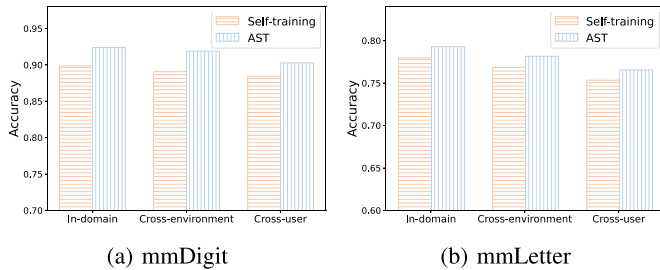 Self-training
AST
0.95
0.90
0.85
0.80
0.75
0.70
Accuracy
In-domain
Cross-environment
Cross-user
(a) mmDigit
Self-training
AST
0.80
0.75
0.70
0.65
0.60
Accuracy
In-domain
Cross-environment
Cross-user
(b) mmLetter